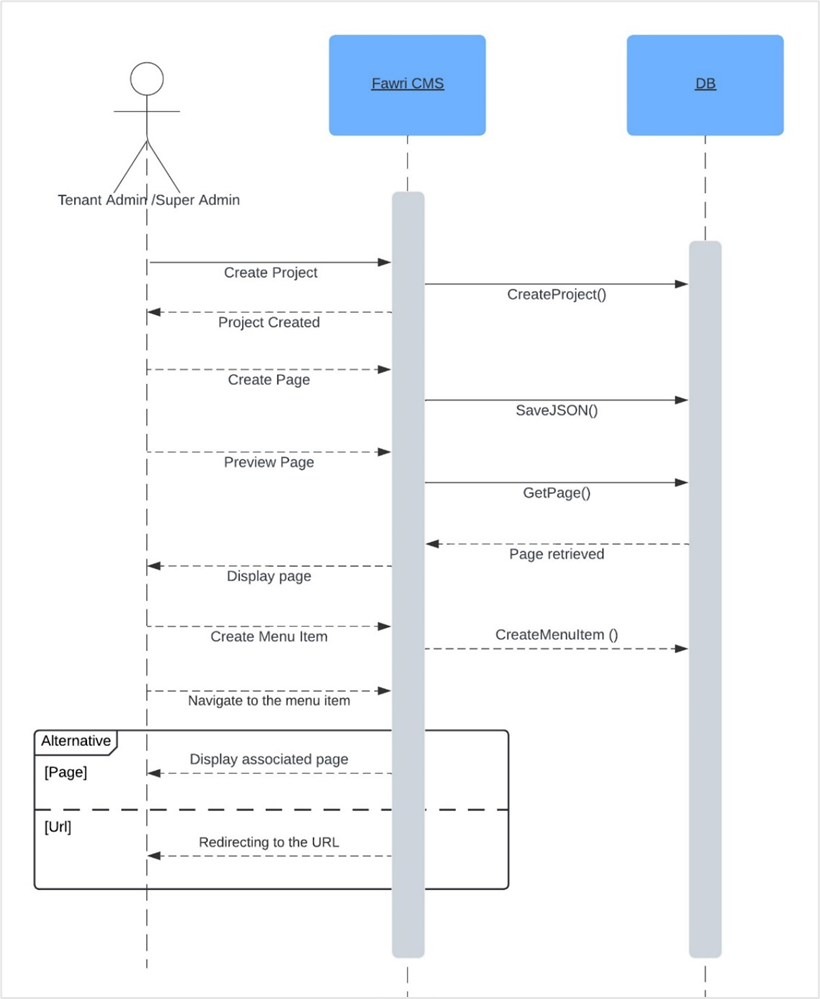 Fawri CMS
DB
Tenant Admin /Super Admin
Create Project
CreateProject()
Project Created
Create Page
SaveJSON()
Preview Page
GetPage()
Page retrieved
Display page
Create Menu Item
CreateMenuItem ()
Navigate to the menu item
Alternative
Display associated page
[Page]
[Url]
Redirecting to the URL